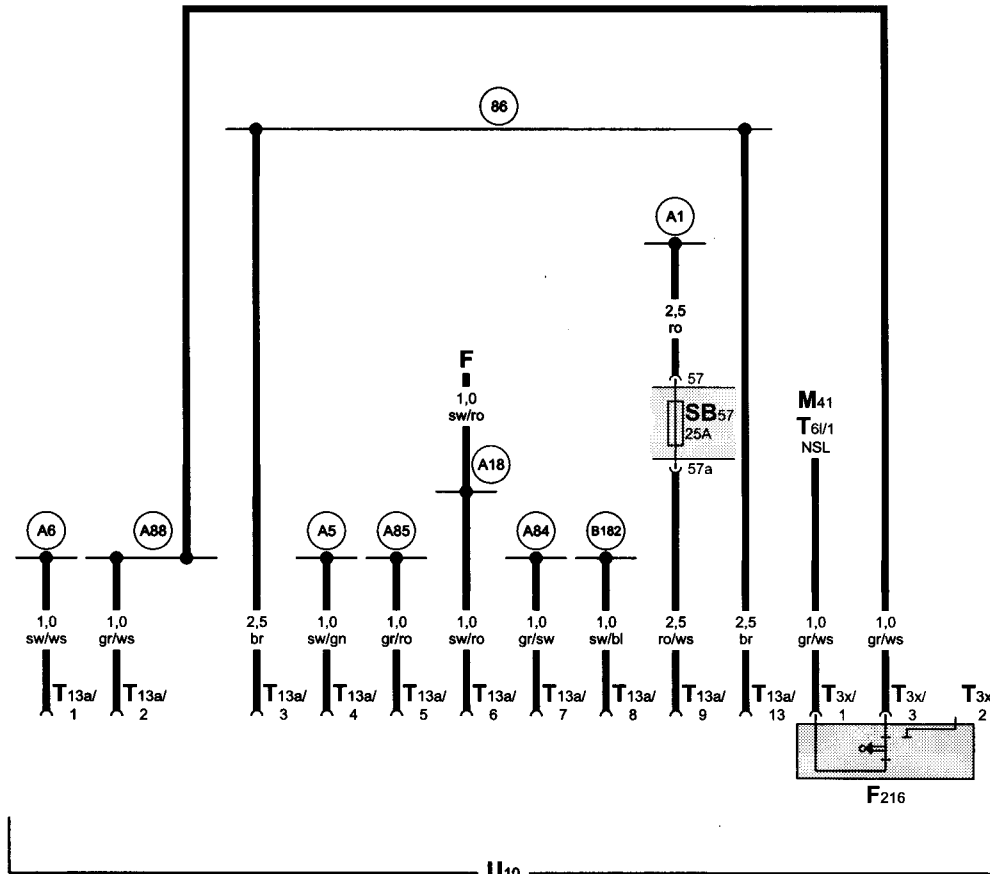 86
A1
2,5
ro
57
SB57
25A
57a
F
1,0
sw/ro
A18
M41
T6l/1
NSL
A6
A88
A5
A85
A84
B182
1,0 1,0 2,5 1,0 1,0 1,0 1,0 1,0 2,5 2,5 1,0 1,0
sw/ws gr/ws br sw/gn gr/ro sw/ro gr/sw sw/bl ro/ws br gr/ws gr/ws
T13a/ T13a/ T13a/ T13a/ T13a/ T13a/ T13a/ T13a/ T13a/ T13a/ T3x/ T3x/ T3x
1 2 3 4 5 6 7 8 9 13 1 3 2
F216
U10